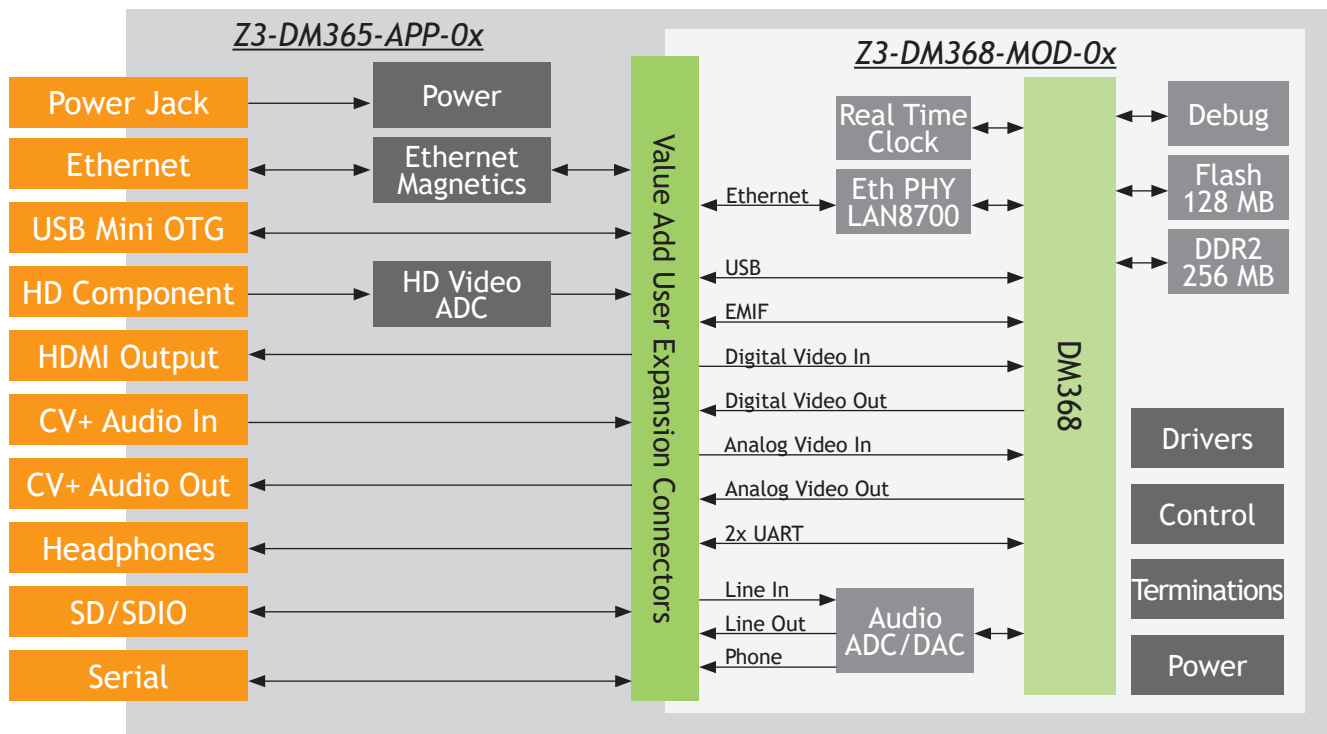 Z3-DM365-APP-0x
Z3-DM368-MOD-0x
Power Jack
Ethernet
USB Mini OTG
HD Component
HDMI Output
CV+ Audio In
CV+ Audio Out
Headphones
SD/SDIO
Serial
Power
Ethernet
Magnetics
HD Video
ADC
Value Add User Expansion Connectors
Ethernet
USB
EMIF
Digital Video In
Digital Video Out
Analog Video In
Analog Video Out
2x UART
Line In
Line Out
Phone
Real Time
Clock
Eth PHY
LAN8700
Audio
ADC/DAC
DM368
Debug
Flash
128 MB
DDR2
256 MB
Drivers
Control
Terminations
Power